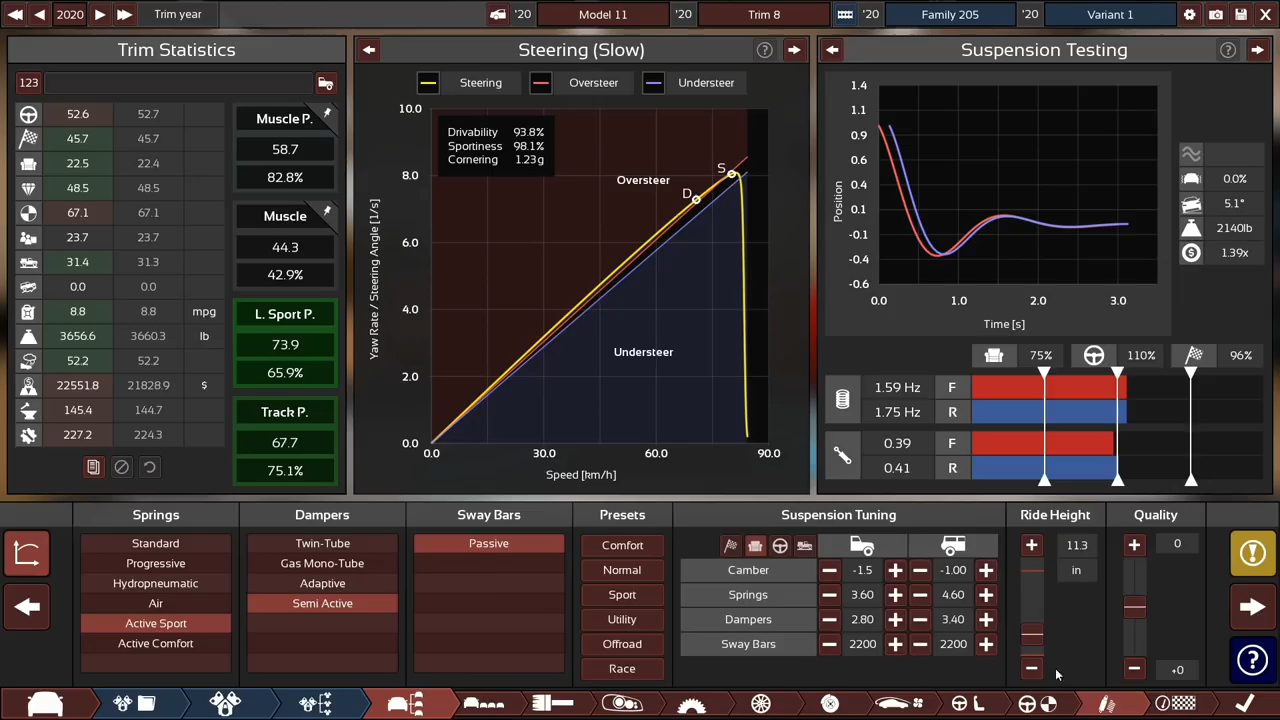 2020
Trim year
'20
Model 11
'20
Trim 8
'20
Family 205
'20
Variant 1
Trim Statistics
123
52.6 52.7
45.7 45.7
22.5 22.4
48.5 48.5
67.1 67.1
23.7 23.7
31.4 31.3
0.0 0.0
8.8 8.8 mpg
3656.6 3660.3 lb
52.2 52.2
22551.8 21828.9 $
145.4 144.7
227.2 224.3
Muscle P.
58.7
82.8%
Muscle
44.3
42.9%
L. Sport P.
73.9
65.9%
Track P.
67.7
75.1%
Steering (Slow)
?
Steering
Oversteer
Understeer
Drivability 93.8%
Sportiness 98.1%
Cornering 1.23g
Oversteer
Understeer
D
S
10.0
8.0
6.0
4.0
2.0
0.0
0.0 30.0 60.0 90.0
Yaw Rate / Steering Angle [1/s]
Speed [km/h]
Suspension Testing
?
1.4
1.1
0.9
0.6
0.4
0.1
-0.1
-0.4
-0.6
0.0 1.0 2.0 3.0
Position
Time [s]
0.0%
5.1°
2140lb
1.39x
75% 110% 96%
1.59 Hz F
1.75 Hz R
0.39 F
0.41 R
Springs
Standard
Progressive
Hydropneumatic
Air
Active Sport
Active Comfort
Dampers
Twin-Tube
Gas Mono-Tube
Adaptive
Semi Active
Sway Bars
Passive
Presets
Comfort
Normal
Sport
Utility
Offroad
Race
Suspension Tuning
Camber -1.5 -1.00
Springs 3.60 4.60
Dampers 2.80 3.40
Sway Bars 2200 2200
Ride Height
11.3
in
Quality
0
+0
?